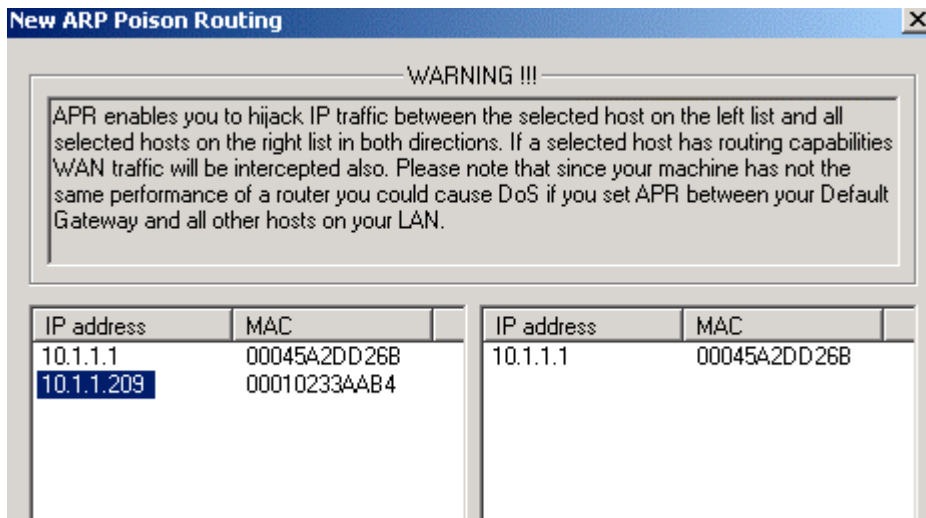 New ARP Poison Routing
WARNING !!!
APR enables you to hijack IP traffic between the selected host on the left list and all
selected hosts on the right list in both directions. If a selected host has routing capabilities
WAN traffic will be intercepted also. Please note that since your machine has not the
same performance of a router you could cause DoS if you set APR between your Default
Gateway and all other hosts on your LAN.
IP address MAC IP address MAC
10.1.1.1 00045A2DD26B 10.1.1.1 00045A2DD26B
10.1.1.209 00010233AAB4